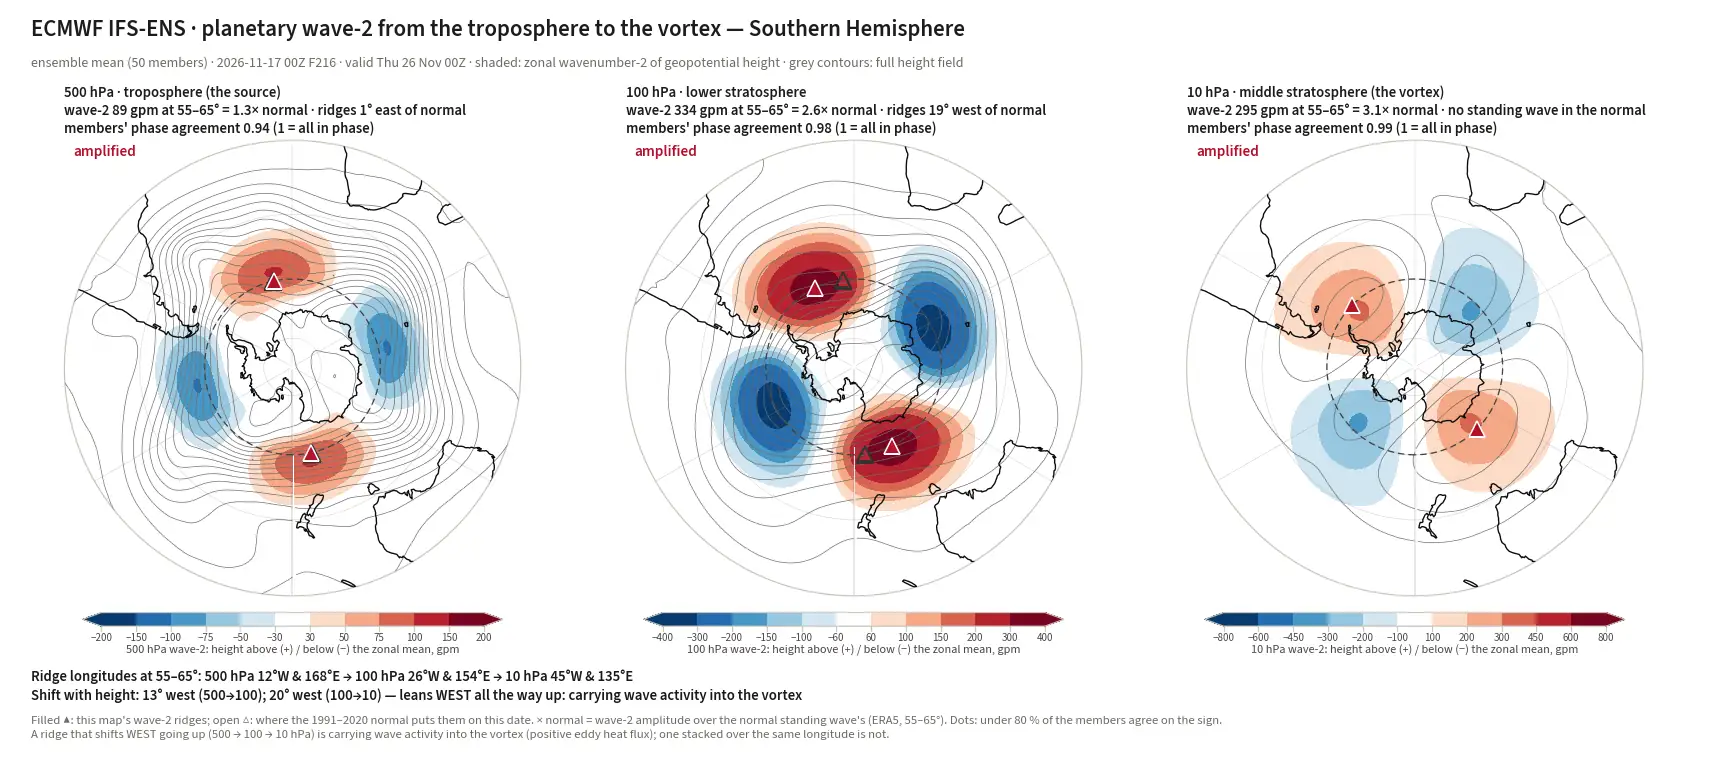 ECMWF IFS-ENS · planetary wave-2 from the troposphere to the vortex — Southern Hemisphere
ensemble mean (50 members) · 2026-11-17 00Z F216 · valid Thu 26 Nov 00Z · shaded: zonal wavenumber-2 of geopotential height · grey contours: full height field
500 hPa · troposphere (the source)
wave-2 89 gpm at 55–65° = 1.3× normal · ridges 1° east of normal
members' phase agreement 0.94 (1 = all in phase)
amplified
100 hPa · lower stratosphere
wave-2 334 gpm at 55–65° = 2.6× normal · ridges 19° west of normal
members' phase agreement 0.98 (1 = all in phase)
amplified
10 hPa · middle stratosphere (the vortex)
wave-2 295 gpm at 55–65° = 3.1× normal · no standing wave in the normal
members' phase agreement 0.99 (1 = all in phase)
amplified
−200 −150 −100 −75 −50 −30 30 50 75 100 150 200
500 hPa wave-2: height above (+) / below (−) the zonal mean, gpm
−400 −300 −200 −150 −100 −60 60 100 150 200 300 400
100 hPa wave-2: height above (+) / below (−) the zonal mean, gpm
−800 −600 −450 −300 −200 −100 100 200 300 450 600 800
10 hPa wave-2: height above (+) / below (−) the zonal mean, gpm
Ridge longitudes at 55–65°: 500 hPa 12°W & 168°E → 100 hPa 26°W & 154°E → 10 hPa 45°W & 135°E
Shift with height: 13° west (500→100); 20° west (100→10) — leans WEST all the way up: carrying wave activity into the vortex
Filled ▲: this map's wave-2 ridges; open △: where the 1991–2020 normal puts them on this date. × normal = wave-2 amplitude over the normal standing wave's (ERA5, 55–65°). Dots: under 80 % of the members agree on the sign.
A ridge that shifts WEST going up (500 → 100 → 10 hPa) is carrying wave activity into the vortex (positive eddy heat flux); one stacked over the same longitude is not.